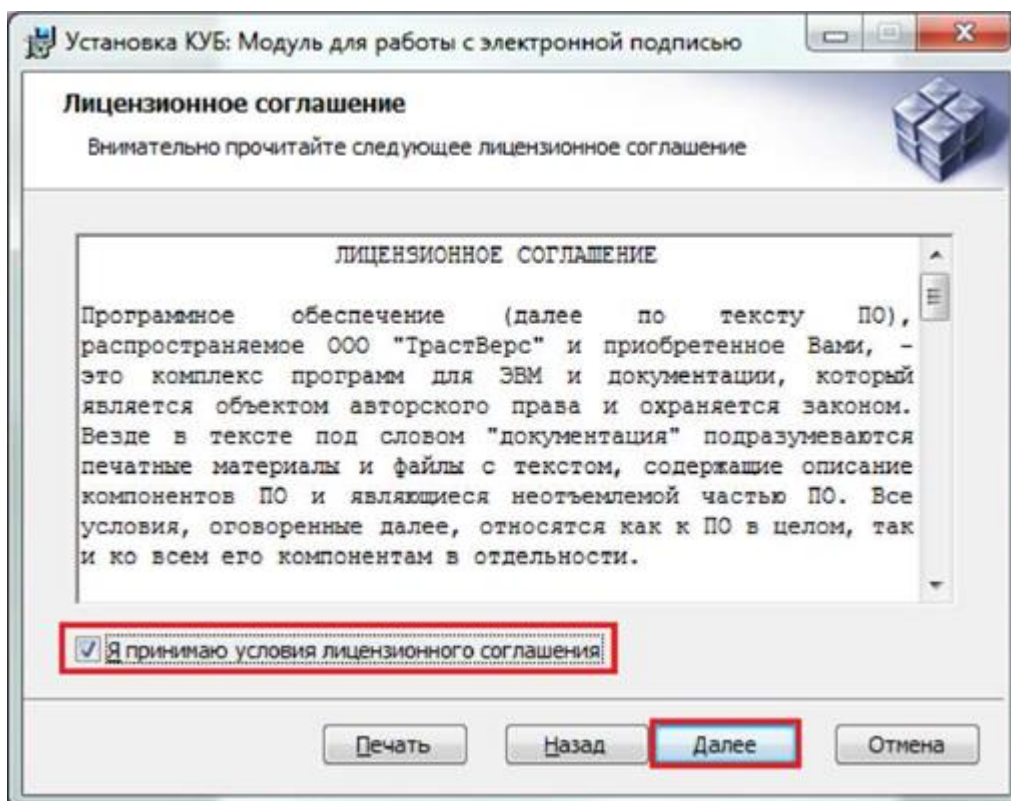 Установка КУБ: Модуль для работы с электронной подписью
Лицензионное соглашение
Внимательно прочитайте следующее лицензионное соглашение
ЛИЦЕНЗИОННОЕ СОГЛАШЕНИЕ
Программное обеспечение (далее по тексту ПО),
распространяемое ООО "ТрастВерс" и приобретенное Вами, –
это комплекс программ для ЭВМ и документации, который
является объектом авторского права и охраняется законом.
Везде в тексте под словом "документация" подразумеваются
печатные материалы и файлы с текстом, содержащие описание
компонентов ПО и являющиеся неотъемлемой частью ПО. Все
условия, оговоренные далее, относятся как к ПО в целом, так
и ко всем его компонентам в отдельности.
Я принимаю условия лицензионного соглашения
Печать Назад Далее Отмена